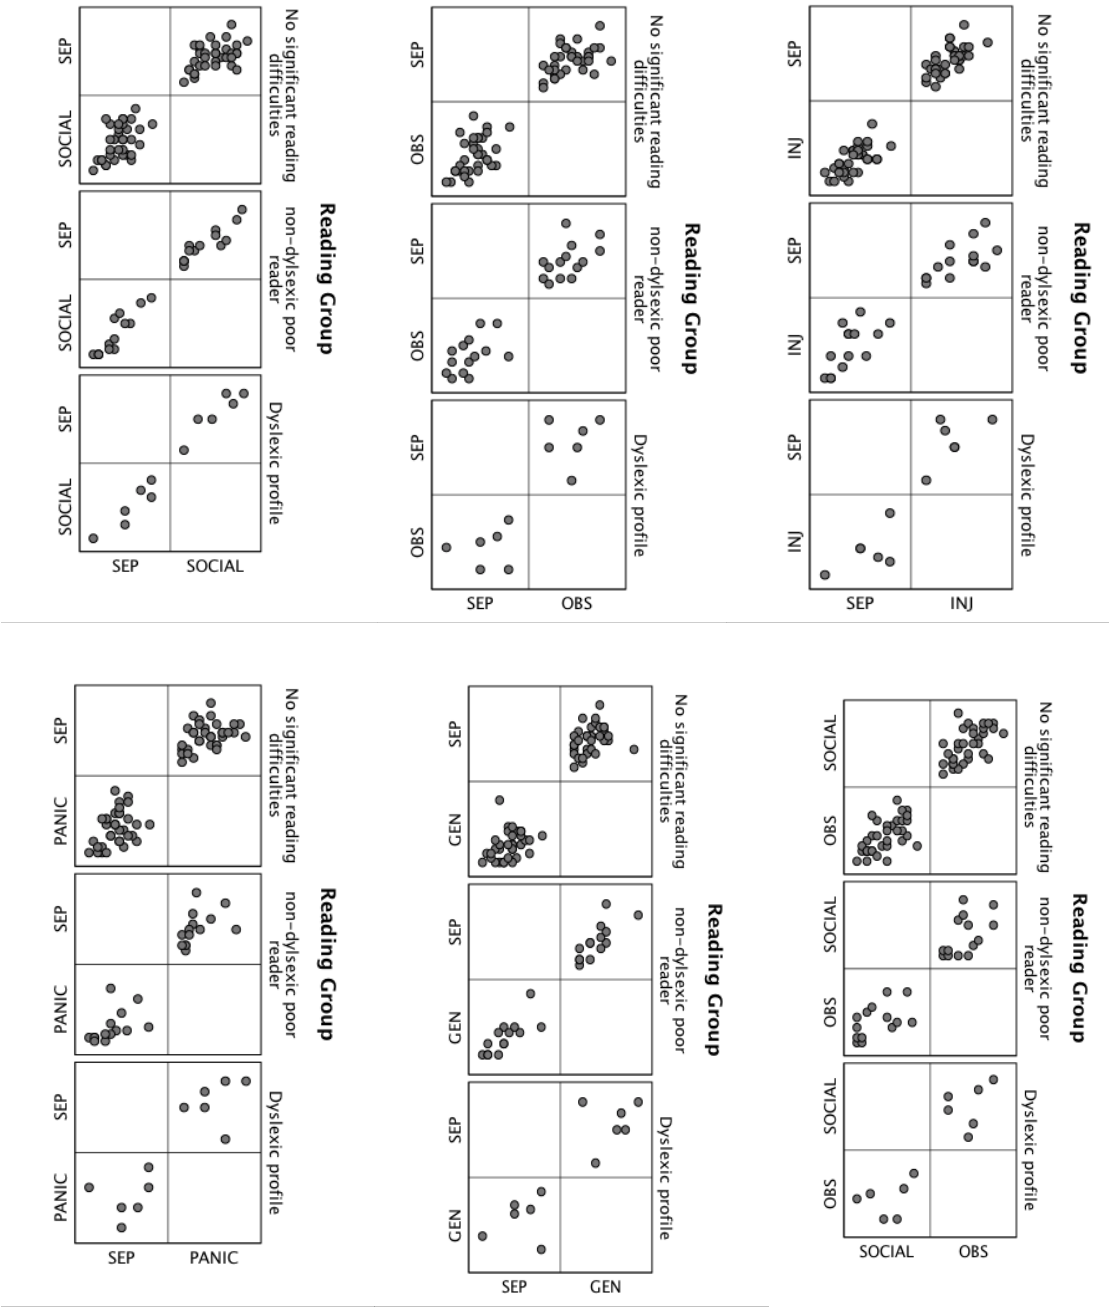 SEP
SOCIAL
No significant reading
difficulties
SEP
SOCIAL
non-dylsexic poor
reader
SEP
SOCIAL
Dyslexic profile
Reading Group
SEP
SOCIAL
SEP
OBS
No significant reading
difficulties
SEP
OBS
non-dylsexic poor
reader
SEP
OBS
Dyslexic profile
Reading Group
SEP
OBS
SEP
INJ
No significant reading
difficulties
SEP
INJ
non-dylsexic poor
reader
SEP
INJ
Dyslexic profile
Reading Group
SEP
INJ
SEP
PANIC
No significant reading
difficulties
SEP
PANIC
non-dylsexic poor
reader
SEP
PANIC
Dyslexic profile
Reading Group
SEP
PANIC
SEP
GEN
No significant reading
difficulties
SEP
GEN
non-dylsexic poor
reader
SEP
GEN
Dyslexic profile
Reading Group
SEP
GEN
SOCIAL
OBS
No significant reading
difficulties
SOCIAL
OBS
non-dylsexic poor
reader
SOCIAL
OBS
Dyslexic profile
Reading Group
SOCIAL
OBS